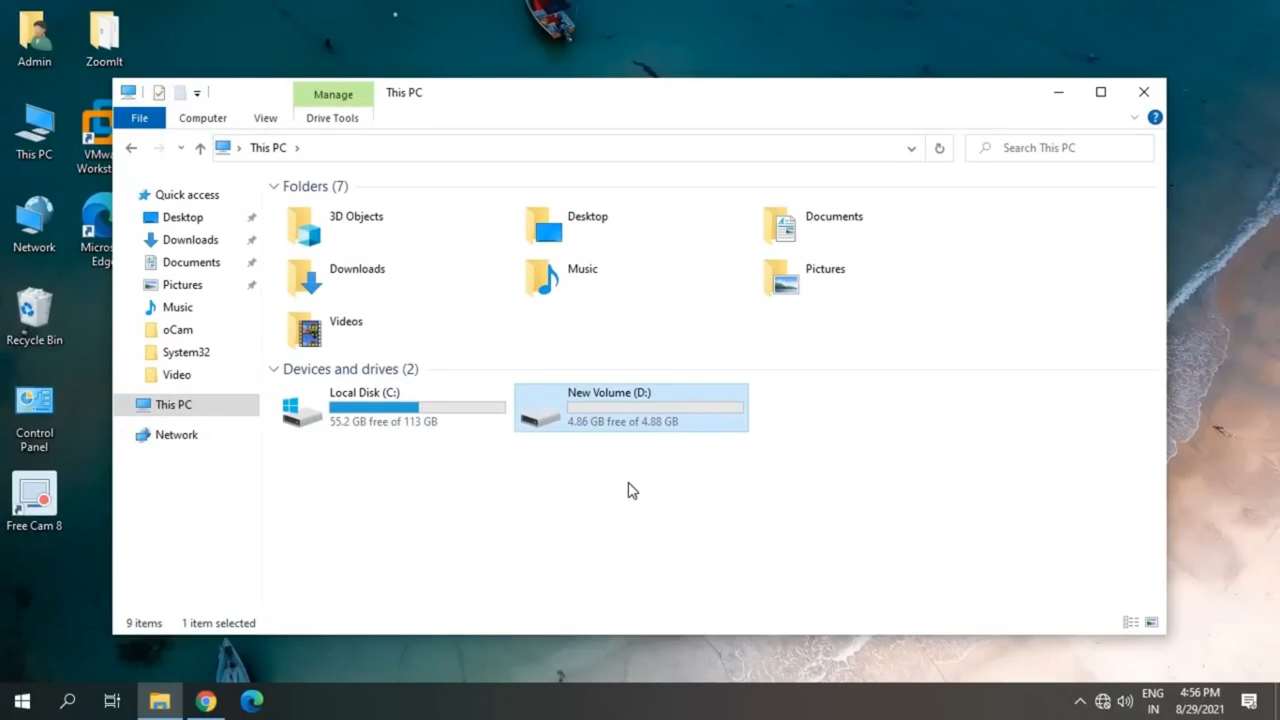 Admin
ZoomIt
This PC
VMwa
Workst
Network
Micros
Edg
Recycle Bin
Control
Panel
Free Cam 8
Manage
This PC
File
Computer
View
Drive Tools
This PC
Search This PC
Quick access
Desktop
Downloads
Documents
Pictures
Music
oCam
System32
Video
This PC
Network
Folders (7)
3D Objects
Desktop
Documents
Downloads
Music
Pictures
Videos
Devices and drives (2)
Local Disk (C:)
55.2 GB free of 113 GB
New Volume (D:)
4.86 GB free of 4.88 GB
9 items
1 item selected
ENG
IN
4:56 PM
8/29/2021